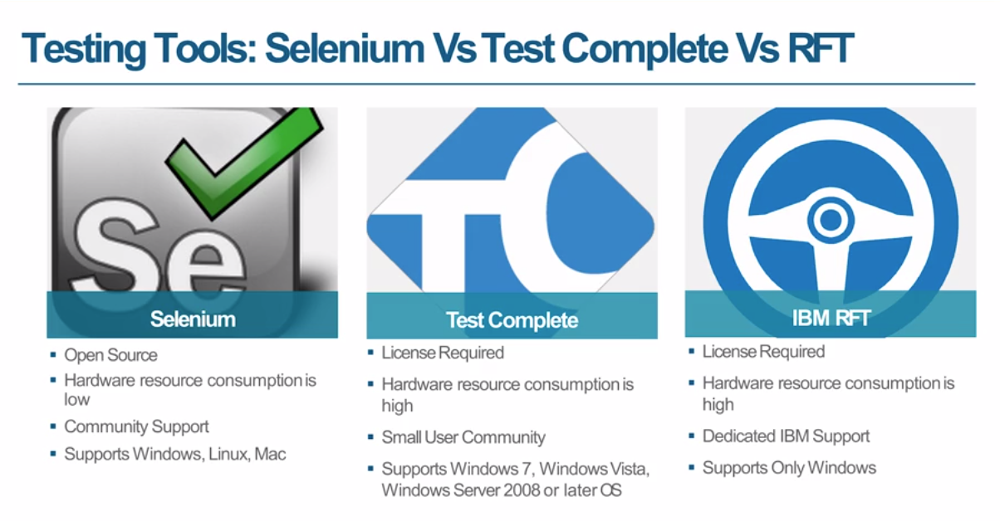 Testing Tools: Selenium Vs Test Complete Vs RFT
Se
Selenium
▪ Open Source
▪ Hardware resource consumption is
low
▪ Community Support
▪ Supports Windows, Linux, Mac
TC
Test Complete
▪ License Required
▪ Hardware resource consumption is
high
▪ Small User Community
▪ Supports Windows 7, Windows Vista,
Windows Server 2008 or later OS
IBM RFT
▪ License Required
▪ Hardware resource consumption is
high
▪ Dedicated IBM Support
▪ Supports Only Windows